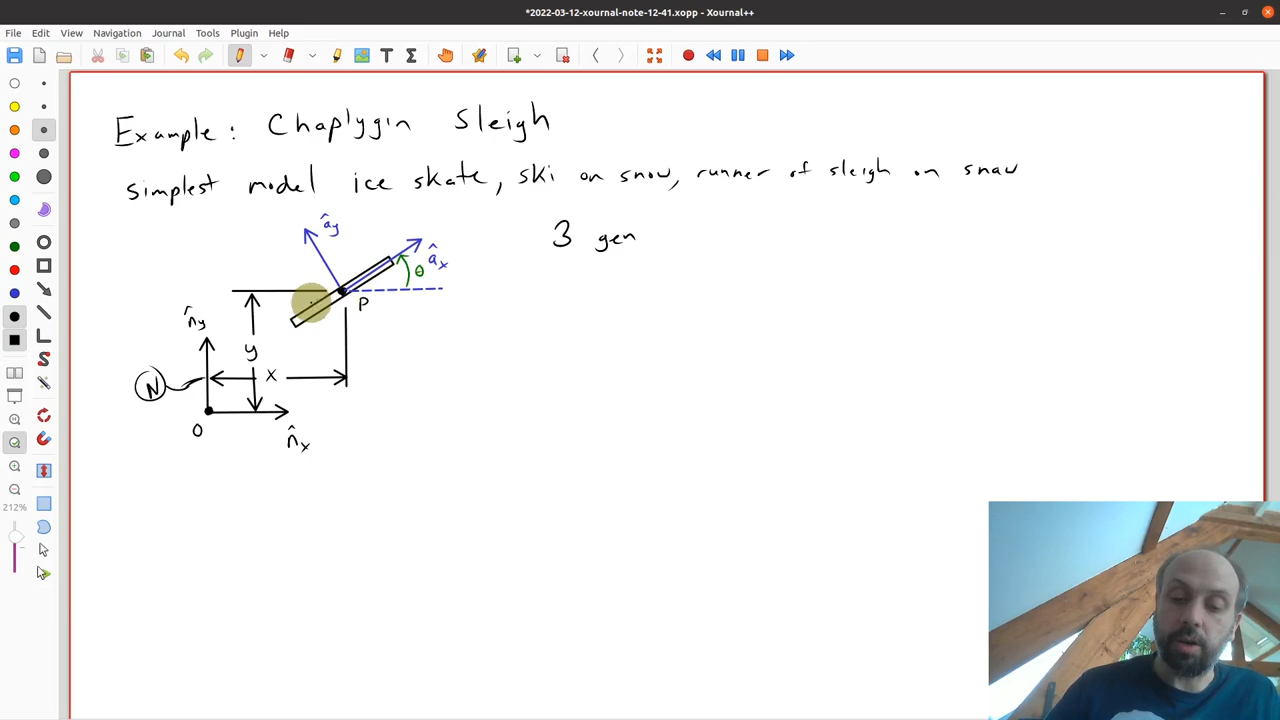 *2022-03-12-xournal-note-12-41.xopp - Xournal++
File Edit View Navigation Journal Tools Plugin Help
Example: Chaplygin Sleigh
simplest model ice skate, ski on snow, runner of sleigh on snow
3 gen
ây
âx
θ
P
n̂y
y
x
N
O
n̂x
212%